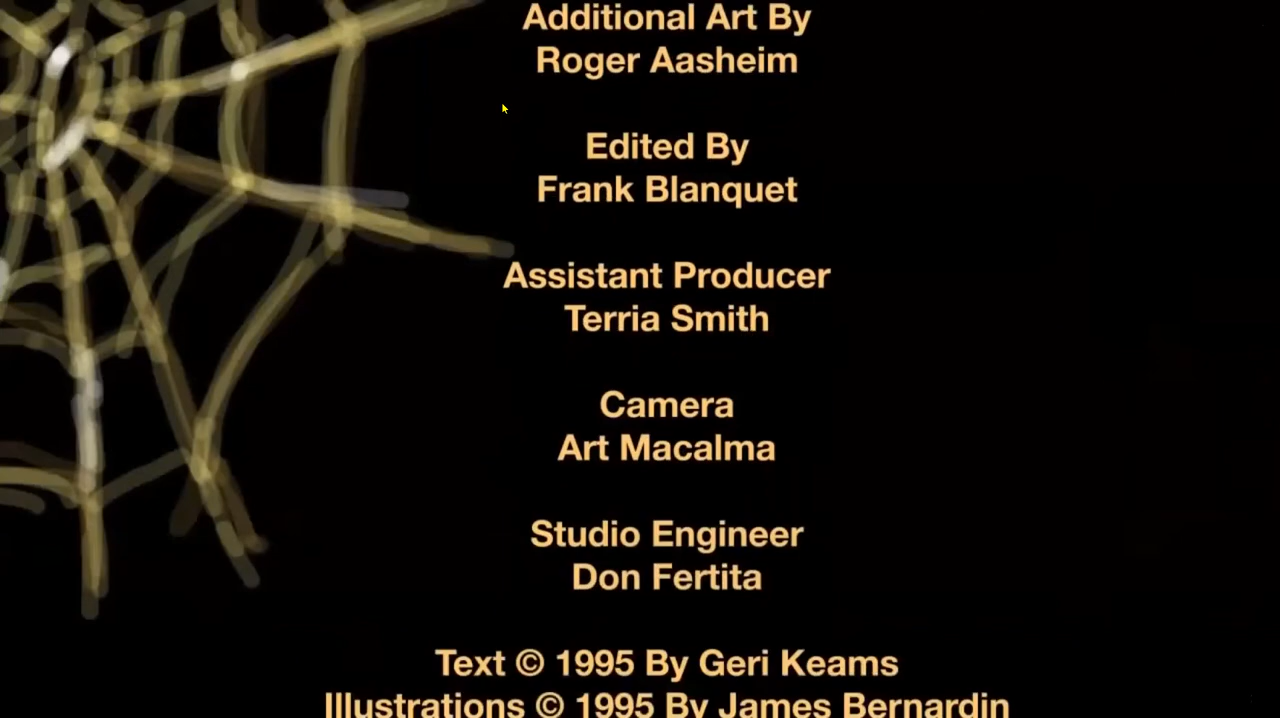 Additional Art By
Roger Aasheim
Edited By
Frank Blanquet
Assistant Producer
Terria Smith
Camera
Art Macalma
Studio Engineer
Don Fertita
Text © 1995 By Geri Keams
Illustrations © 1995 By James Bernardin